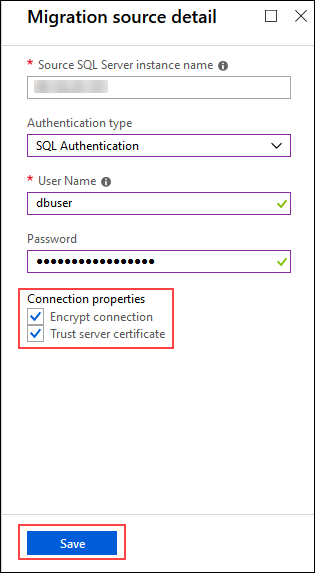 Migration source detail
* Source SQL Server instance name
Authentication type
SQL Authentication
* User Name
dbuser
Password
●●●●●●●●●●●●●●●●●
Connection properties
Encrypt connection
Trust server certificate
Save